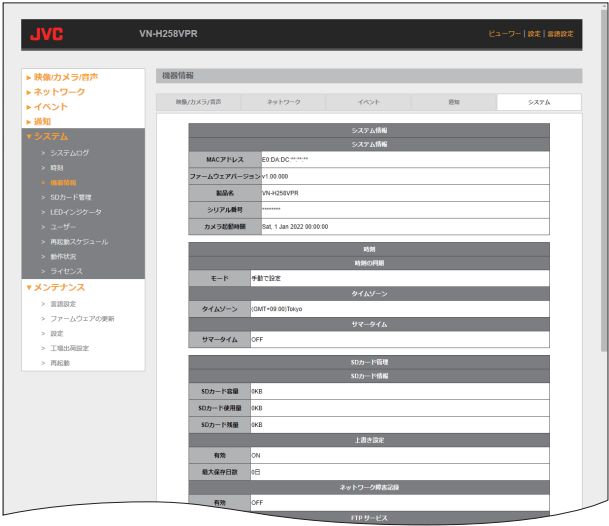 JVC
VN-H258VPR
ビューワー | 設定 | 言語設定
▶映像/カメラ/音声
▶ネットワーク
▶イベント
▶通知
▼システム
> システムログ
> 時刻
> 機器情報
> SDカード管理
> LEDインジケータ
> ユーザー
> 再起動スケジュール
> 動作状況
> ライセンス
▼メンテナンス
> 言語設定
> ファームウェアの更新
> 設定
> 工場出荷設定
> 再起動
機器情報
映像/カメラ/音声 ネットワーク イベント 通知 システム
システム情報
システム情報
MACアドレス E0:DA:DC:**:**:**
ファームウェアバージョン v1.00.000
製品名 VN-H258VPR
シリアル番号 ********
カメラ起動時間 Sat, 1 Jan 2022 00:00:00
時刻
時刻の同期
モード 手動で設定
タイムゾーン
タイムゾーン (GMT+09:00)Tokyo
サマータイム
サマータイム OFF
SDカード管理
SDカード情報
SDカード容量 0KB
SDカード使用量 0KB
SDカード残量 0KB
上書き設定
有効 ON
最大保存日数 0日
ネットワーク障害記録
有効 OFF
FTP サービス